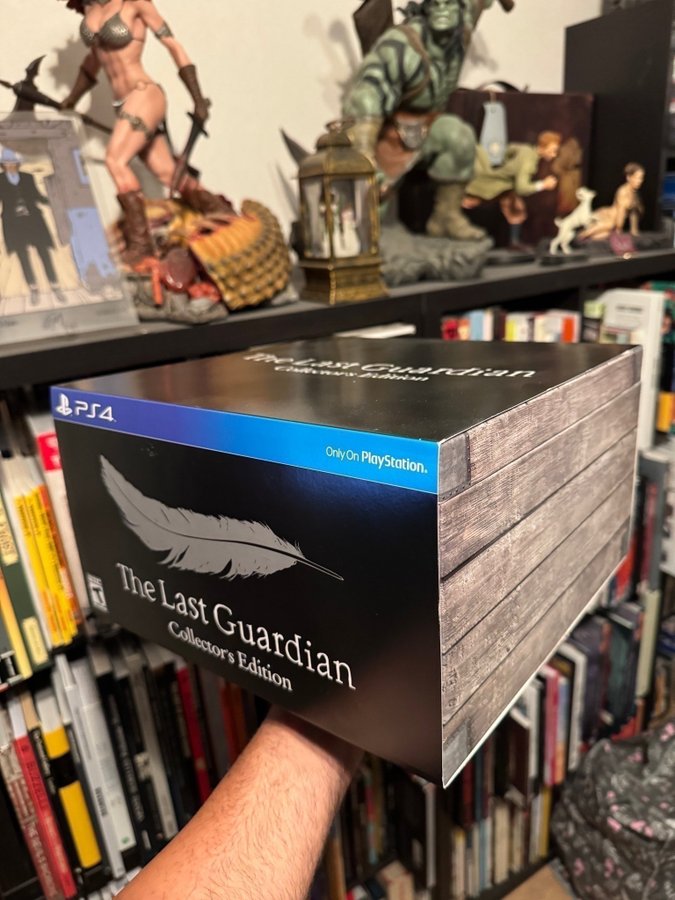 The Last Guardian
Collector's Edition
PS4
Only On PlayStation.
The Last Guardian
Collector's Edition
T